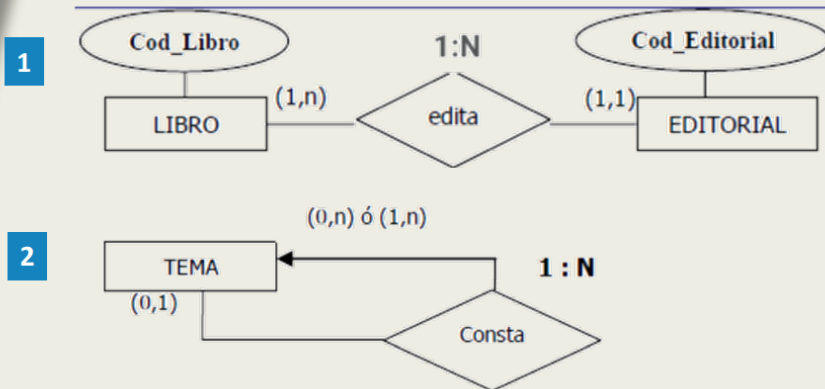 1
Cod_Libro
1:N
Cod_Editorial
(1,n)
(1,1)
LIBRO
edita
EDITORIAL
2
(0,n) ó (1,n)
TEMA
1 : N
(0,1)
Consta